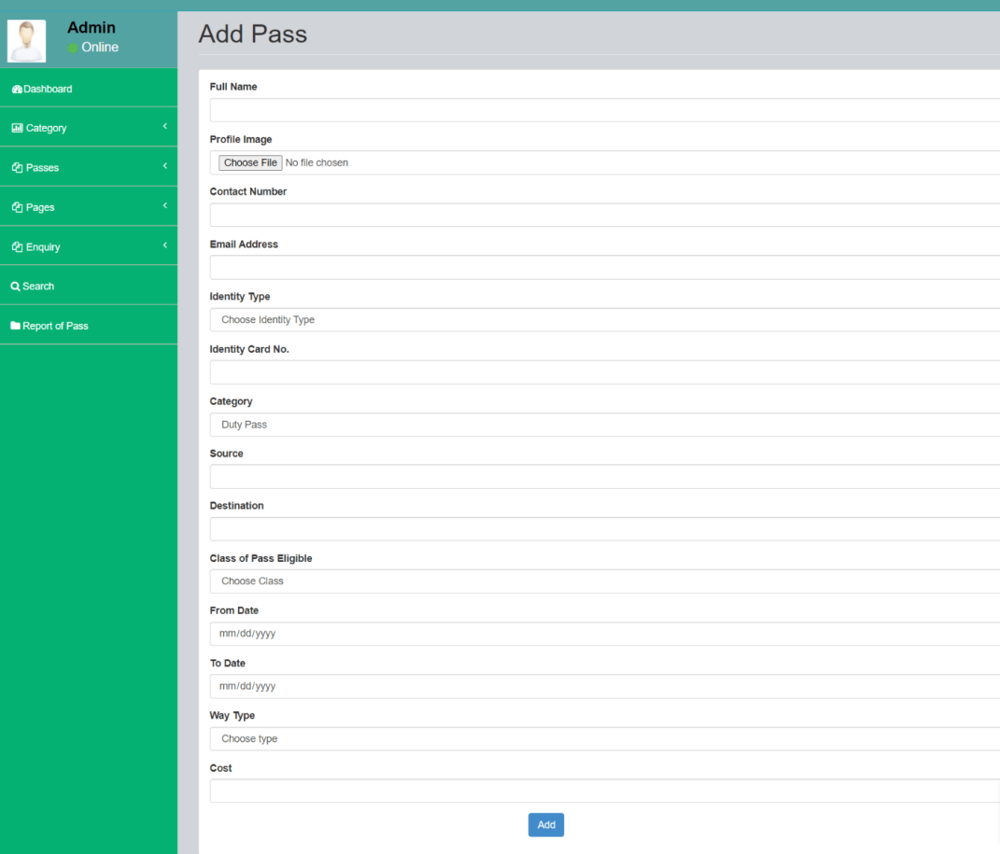 Admin
Online
Dashboard
Category
Passes
Pages
Enquiry
Search
Report of Pass
Add Pass
Full Name
Profile Image
Choose File No file chosen
Contact Number
Email Address
Identity Type
Choose Identity Type
Identity Card No.
Category
Duty Pass
Source
Destination
Class of Pass Eligible
Choose Class
From Date
mm/dd/yyyy
To Date
mm/dd/yyyy
Way Type
Choose type
Cost
Add